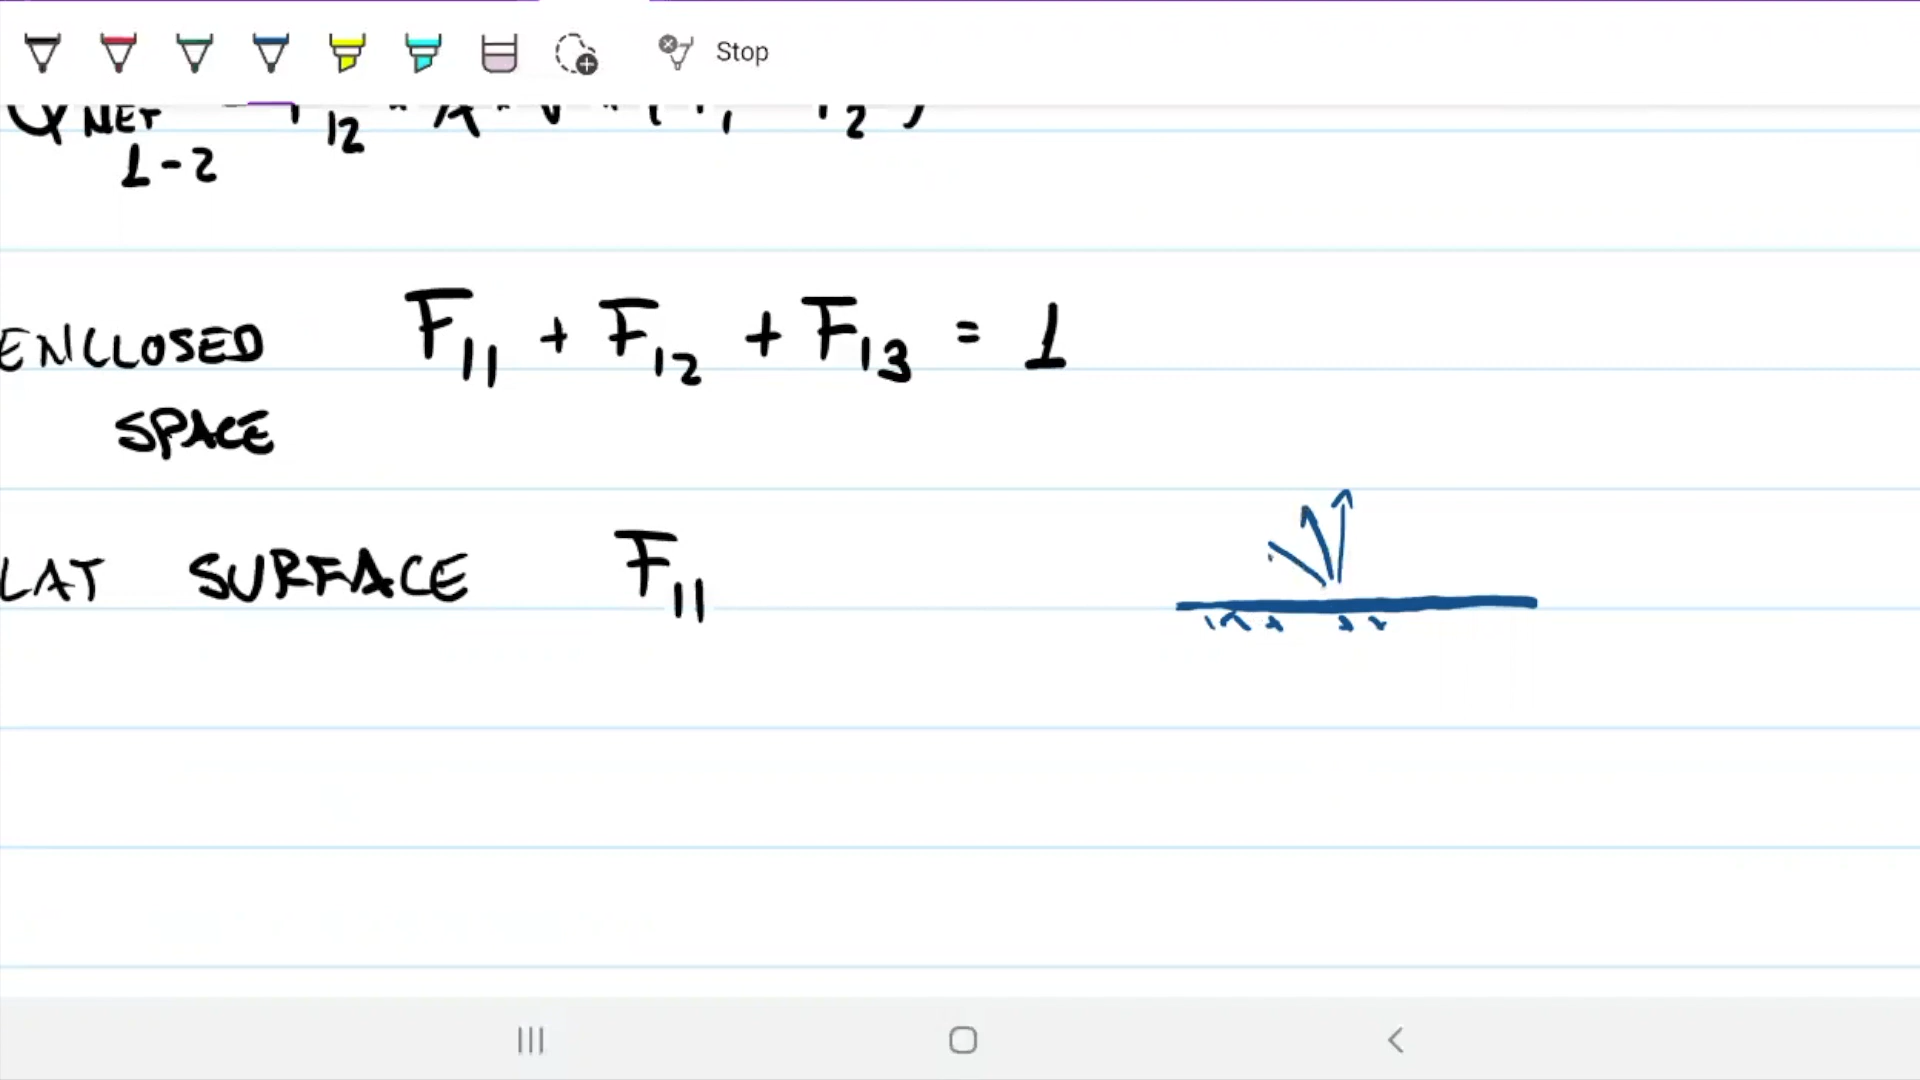 Stop
NET 12
1-2
ENCLOSED F11 + F12 + F13 = 1
SPACE
LAT SURFACE F11